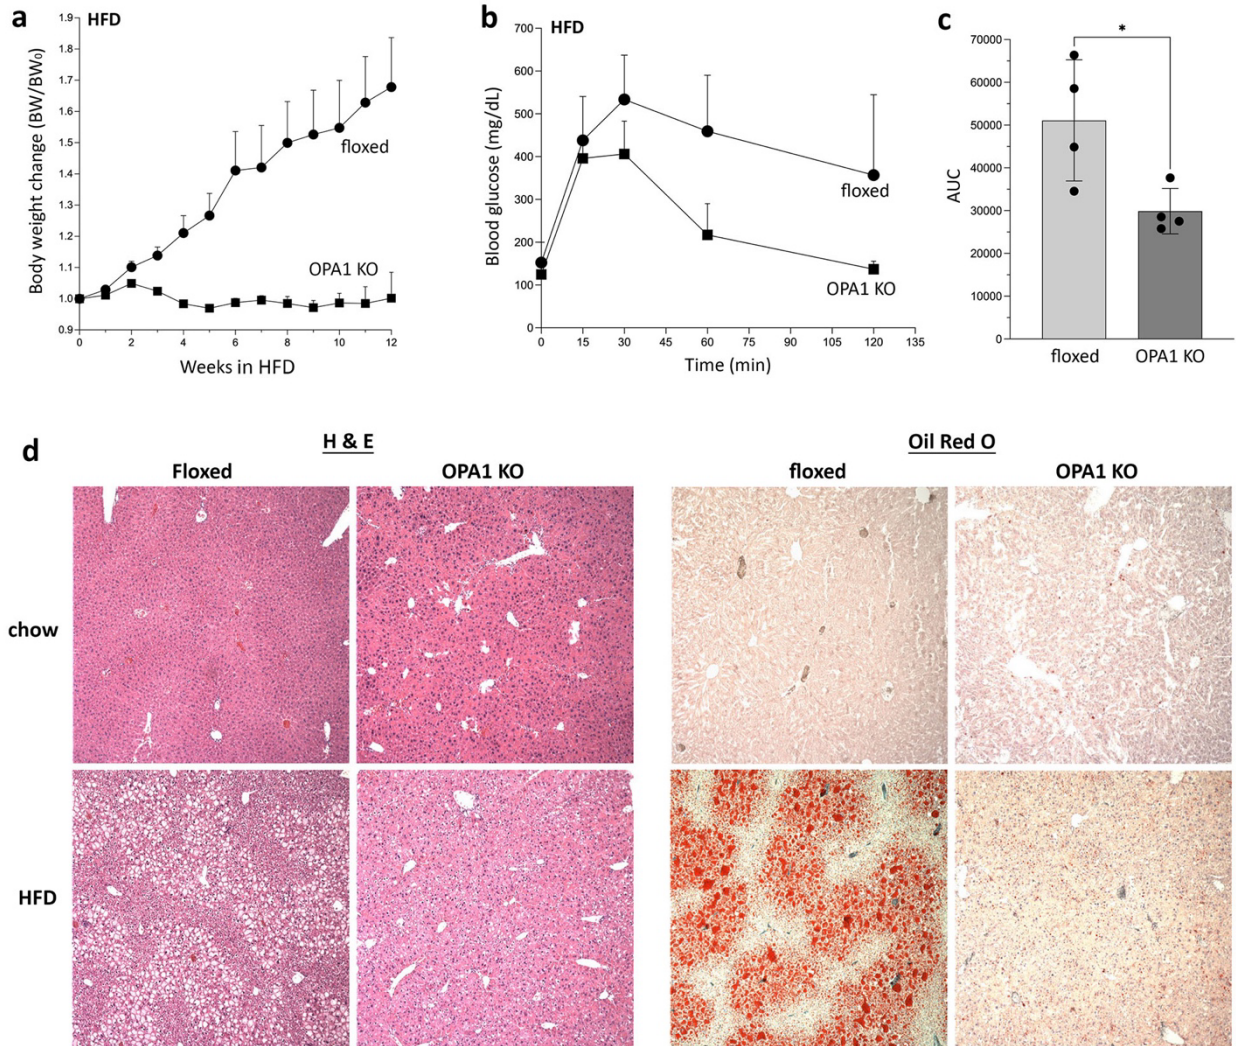 a
HFD
1.9
1.8
1.7
1.6
1.5
1.4
1.3
1.2
1.1
1.0
0.9
Body weight change (BW/BW₀)
floxed
OPA1 KO
0 2 4 6 8 10 12
Weeks in HFD
b
HFD
700
600
500
400
300
200
100
0
Blood glucose (mg/dL)
floxed
OPA1 KO
0 15 30 45 60 75 90 105 120 135
Time (min)
c
*
70000
60000
50000
40000
30000
20000
10000
0
AUC
floxed OPA1 KO
d
H & E
Oil Red O
Floxed OPA1 KO floxed OPA1 KO
chow
HFD